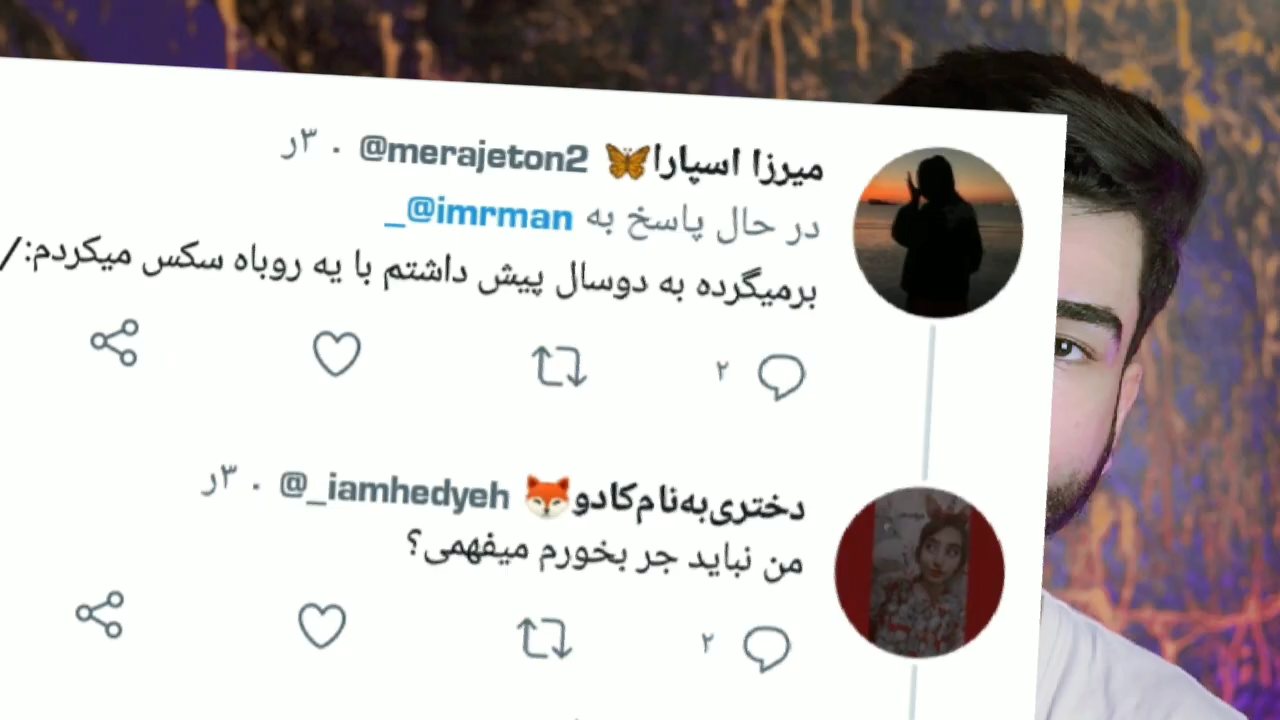 میرزا اسپارا🦋 @merajeton2 . ۳ر
در حال پاسخ به @imrman_
برمیگرده به دوسال پیش داشتم با یه روباه سکس میکردم:/
۲
دختری‌به‌نام‌کادو🦊 @_iamhedyeh . ۳ر
من نباید جر بخورم میفهمی؟
۲